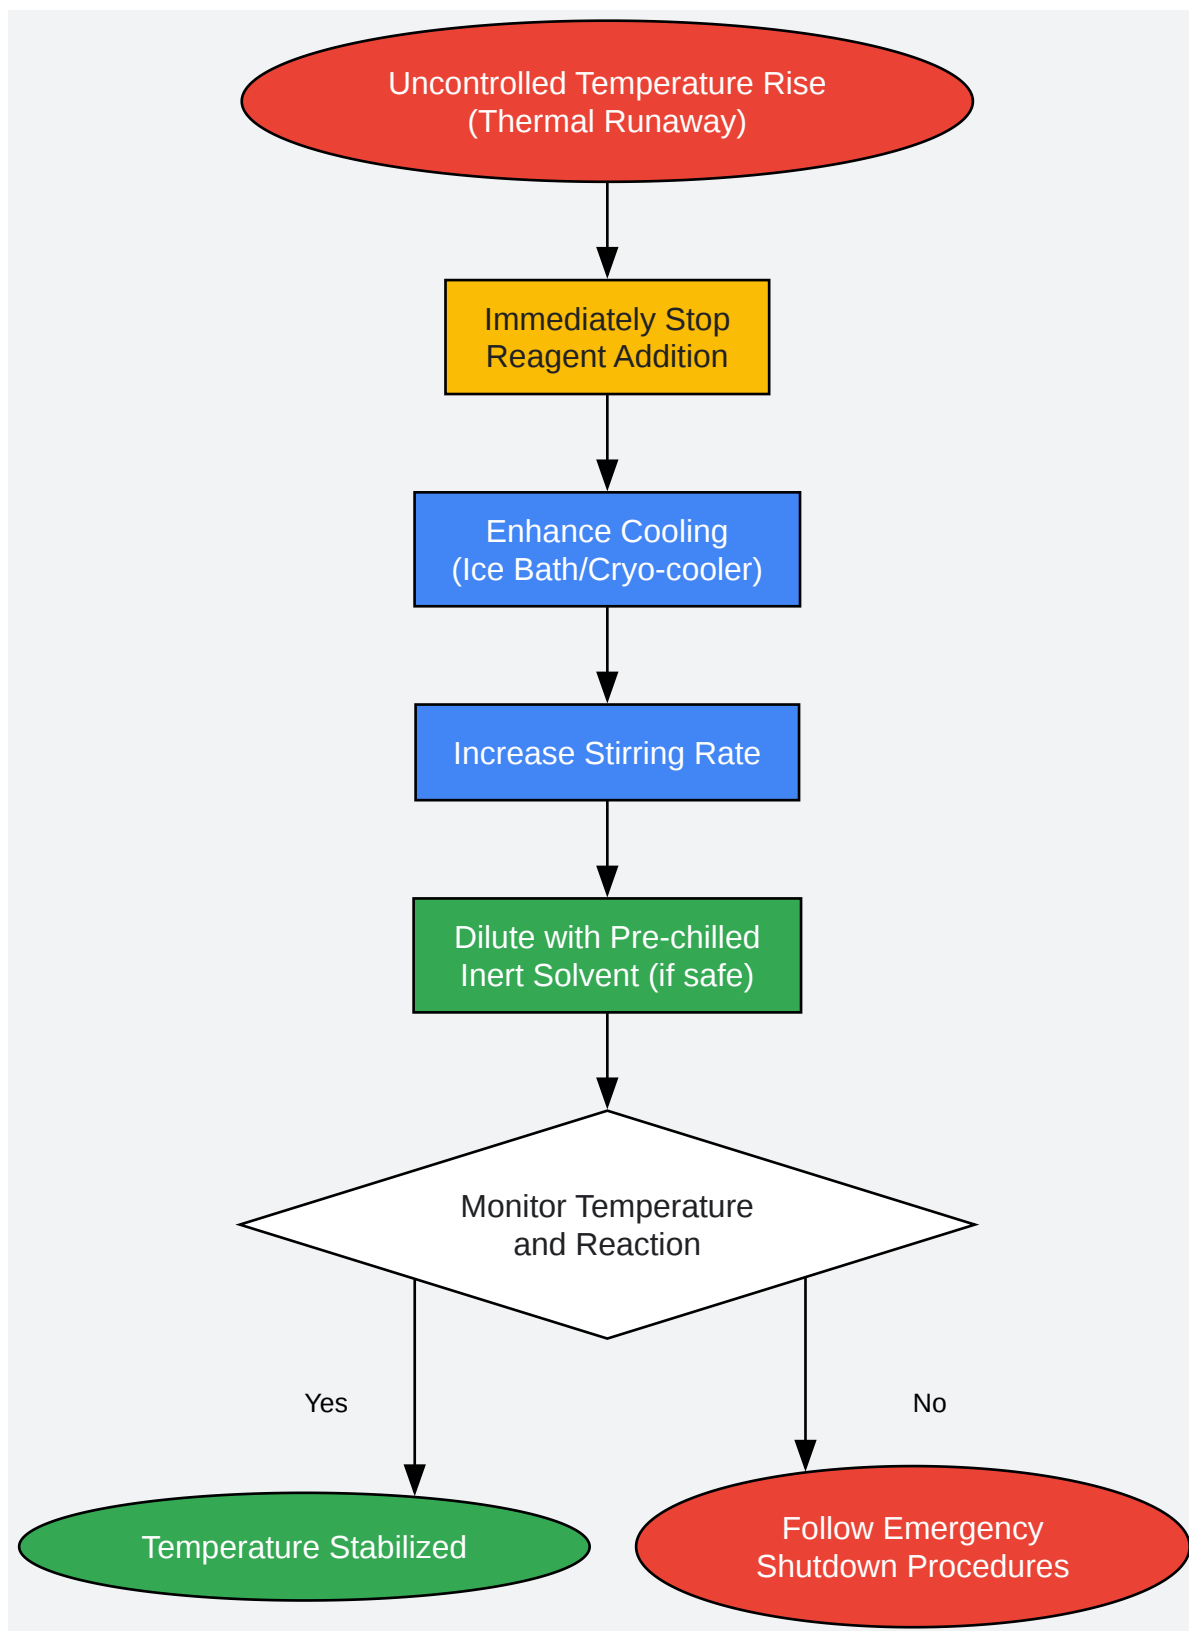 Uncontrolled Temperature Rise
(Thermal Runaway)
Immediately Stop
Reagent Addition
Enhance Cooling
(Ice Bath/Cryo-cooler)
Increase Stirring Rate
Dilute with Pre-chilled
Inert Solvent (if safe)
Monitor Temperature
and Reaction
Yes
No
Temperature Stabilized
Follow Emergency
Shutdown Procedures